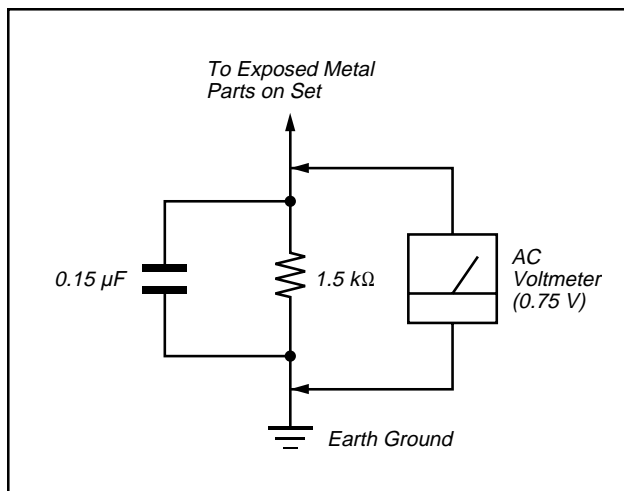 To Exposed Metal
Parts on Set
0.15 µF
1.5 kΩ
AC
Voltmeter
(0.75 V)
Earth Ground